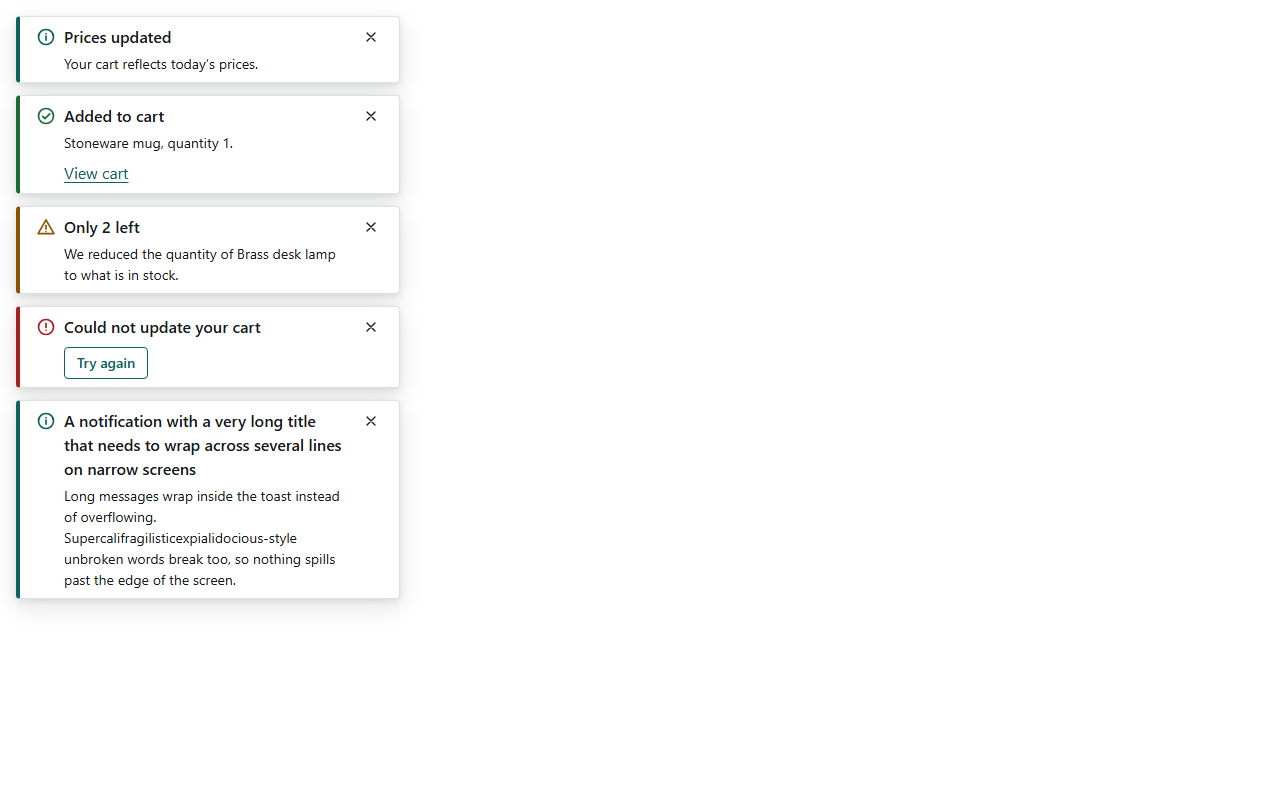 Prices updated
Your cart reflects today's prices.
Added to cart
Stoneware mug, quantity 1.
View cart
Only 2 left
We reduced the quantity of Brass desk lamp
to what is in stock.
Could not update your cart
Try again
A notification with a very long title
that needs to wrap across several lines
on narrow screens
Long messages wrap inside the toast instead
of overflowing.
Supercalifragilisticexpialidocious-style
unbroken words break too, so nothing spills
past the edge of the screen.